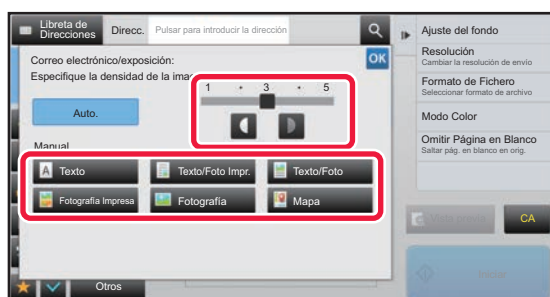 Libreta de
Direcciones
Direcc.
Pulsar para introducir la dirección
Correo electrónico/exposición:
Especifique la densidad de la
OK
1 3 5
Auto.
Manual
Texto
Texto/Foto Impr.
Texto/Foto
Fotografía Impresa
Fotografía
Mapa
Otros
Ajuste del fondo
Resolución
Cambiar la resolución de envío
Formato de Fichero
Seleccionar formato de archivo
Modo Color
Omitir Página en Blanco
Saltar pág. en blanco en orig.
CA